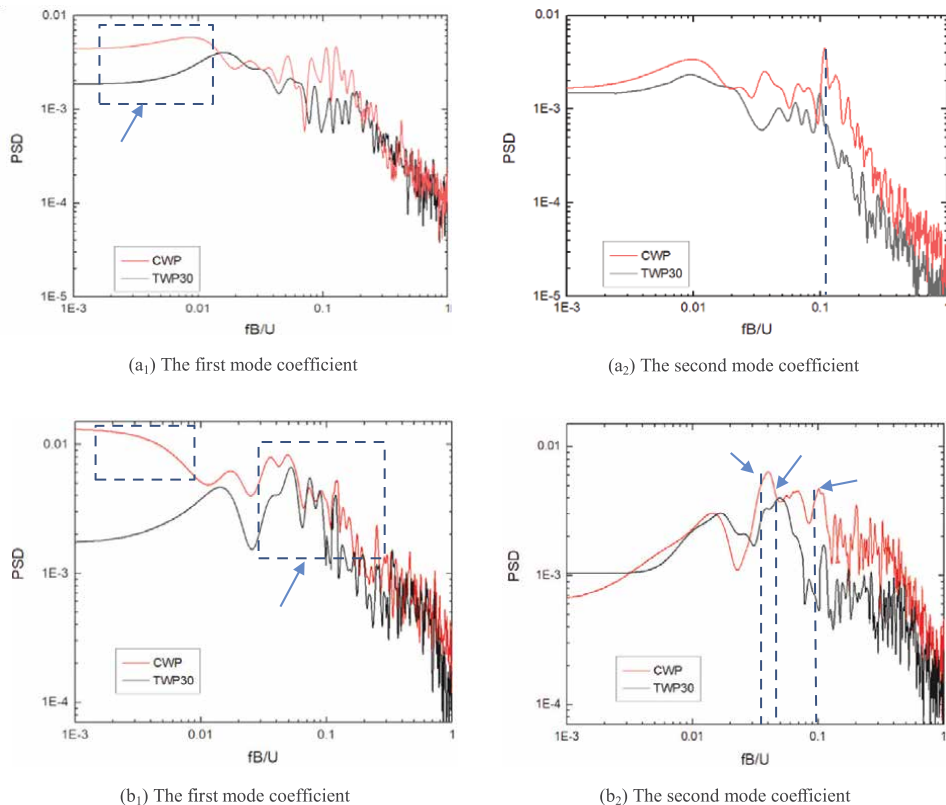 0.01
1E-3
1E-4
1E-5
PSD
CWP
TWP30
1E-3
0.01
0.1
1
fB/U
(a₁) The first mode coefficient
0.01
1E-3
1E-4
1E-5
PSD
CWP
TWP30
1E-3
0.01
0.1
fB/U
(a₂) The second mode coefficient
0.01
1E-3
1E-4
PSD
CWP
TWP30
1E-3
0.01
0.1
1
fB/U
(b₁) The first mode coefficient
0.01
1E-3
1E-4
PSD
CWP
TWP30
1E-3
0.01
0.1
1
fB/U
(b₂) The second mode coefficient